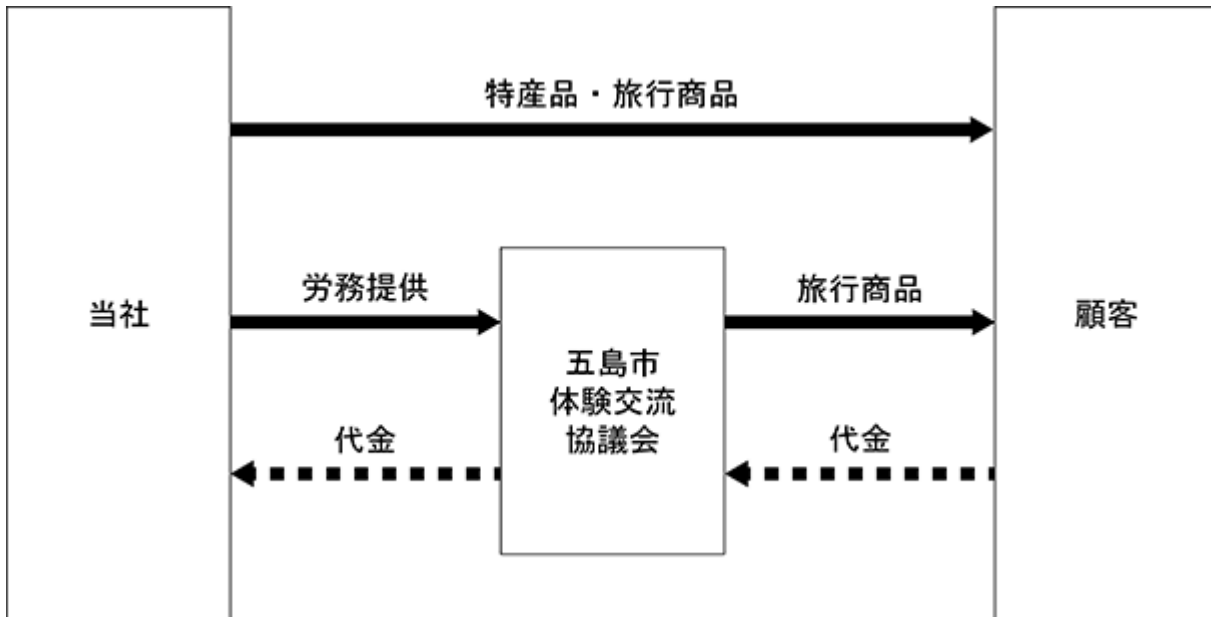 特産品・旅行商品
当社
労務提供
五島市
体験交流
協議会
旅行商品
顧客
代金
代金